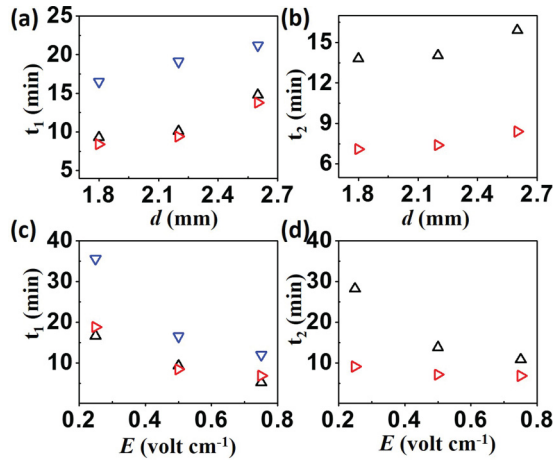 (a)
t₁ (min)
25
20
15
10
5
1.8 2.1 2.4 2.7
d (mm)
(b)
t₂ (min)
15
12
9
6
1.8 2.1 2.4 2.7
d (mm)
(c)
t₁ (min)
40
30
20
10
0.2 0.4 0.6 0.8
E (volt cm⁻¹)
(d)
t₂ (min)
40
30
20
10
0.2 0.4 0.6 0.8
E (volt cm⁻¹)